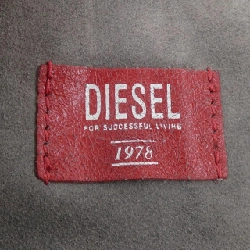 DIESEL
FOR SUCCESSFUL LIVING
1978